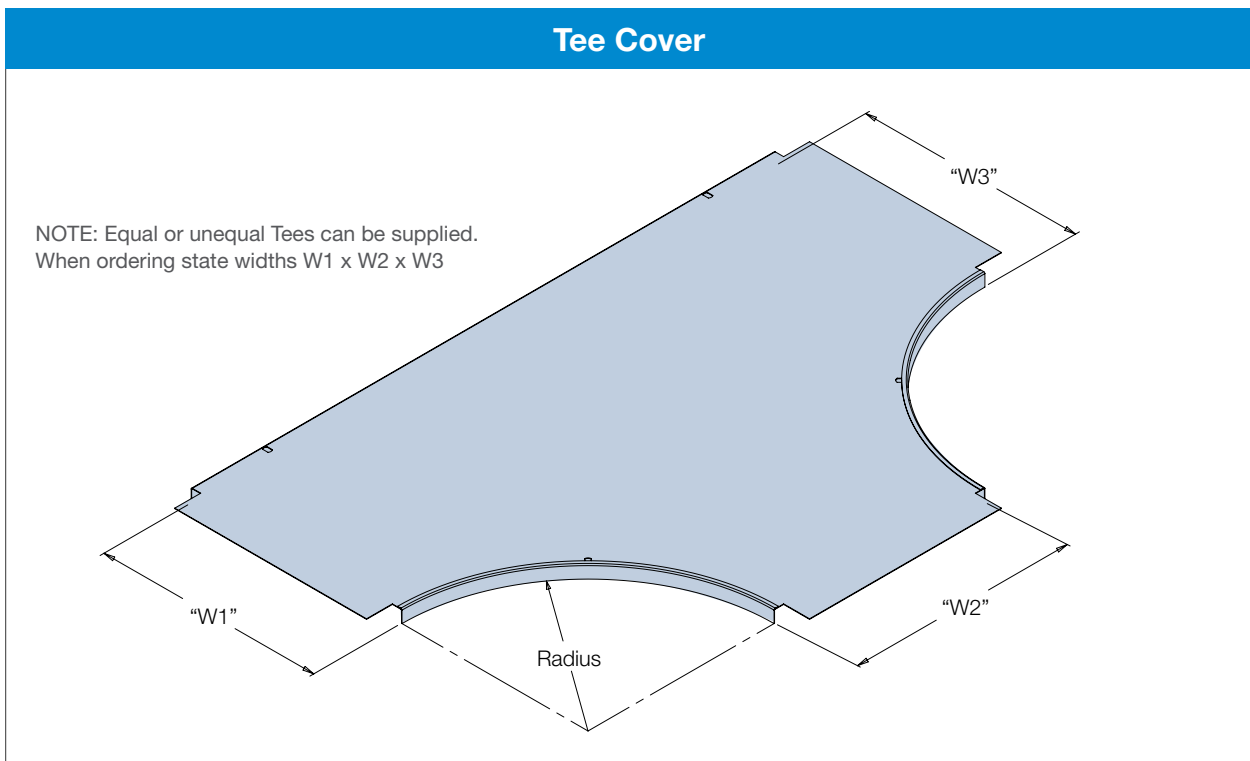 Tee Cover
“W3”
NOTE: Equal or unequal Tees can be supplied.
When ordering state widths W1 x W2 x W3
“W1”
“W2”
Radius